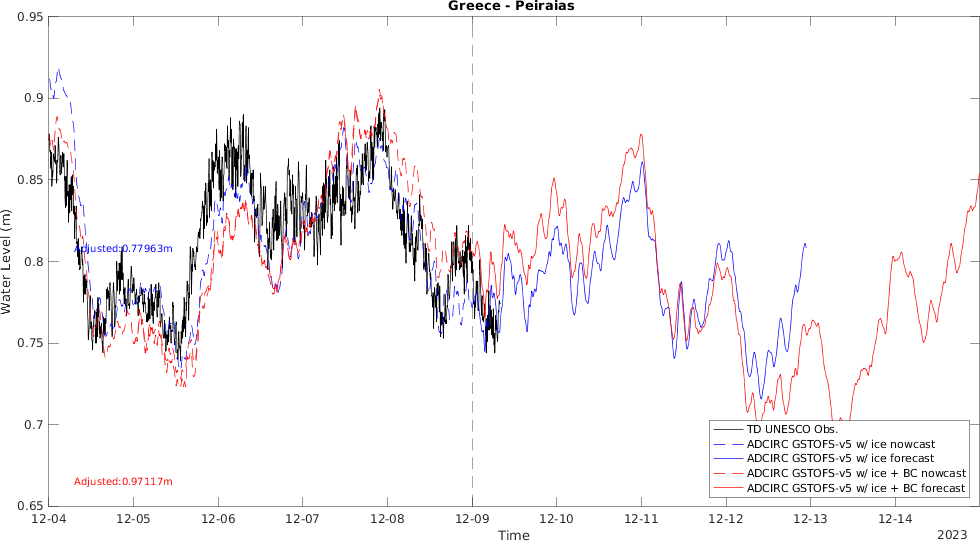 Greece - Peiraias
0.95
0.9
0.85
0.8
0.75
0.7
0.65
Water Level (m)
Adjusted:0.77963m
Adjusted:0.97117m
TD UNESCO Obs.
ADCIRC GSTOFS-v5 w/ ice nowcast
ADCIRC GSTOFS-v5 w/ ice forecast
ADCIRC GSTOFS-v5 w/ ice + BC nowcast
ADCIRC GSTOFS-v5 w/ ice + BC forecast
12-04 12-05 12-06 12-07 12-08 12-09 12-10 12-11 12-12 12-13 12-14
Time
2023